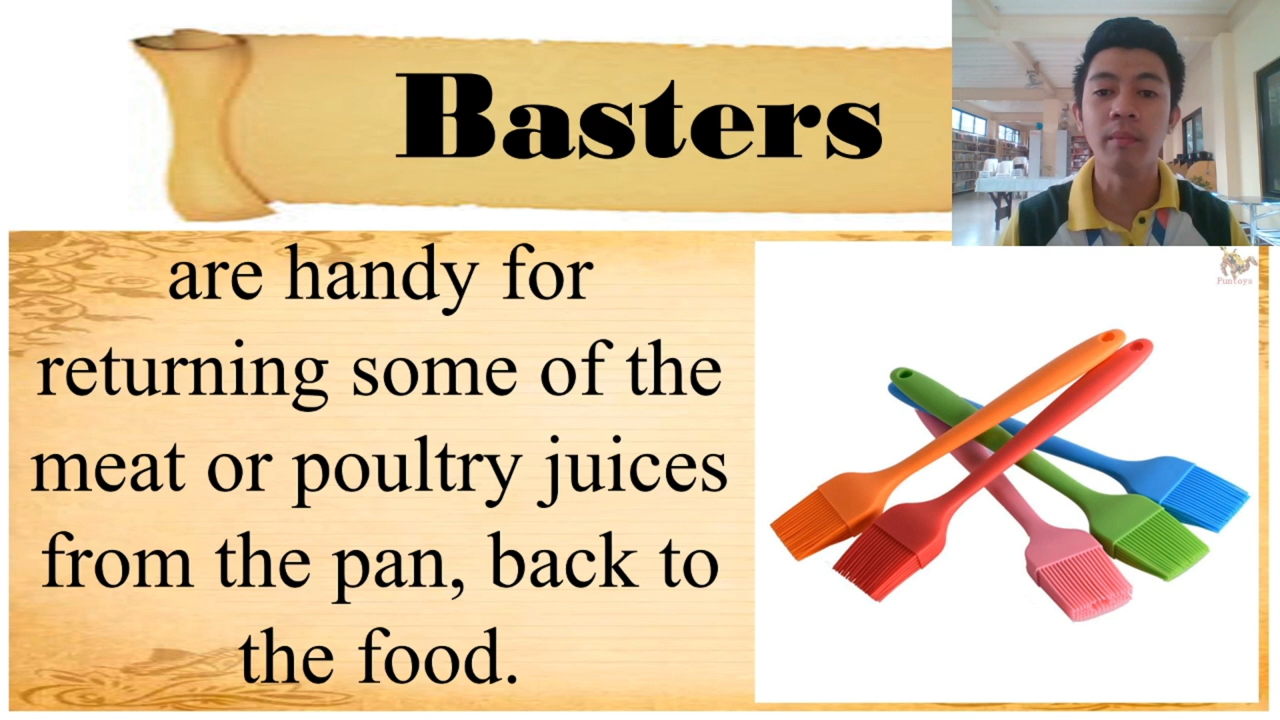 Basters
are handy for
returning some of the
meat or poultry juices
from the pan, back to
the food.
Funtoys